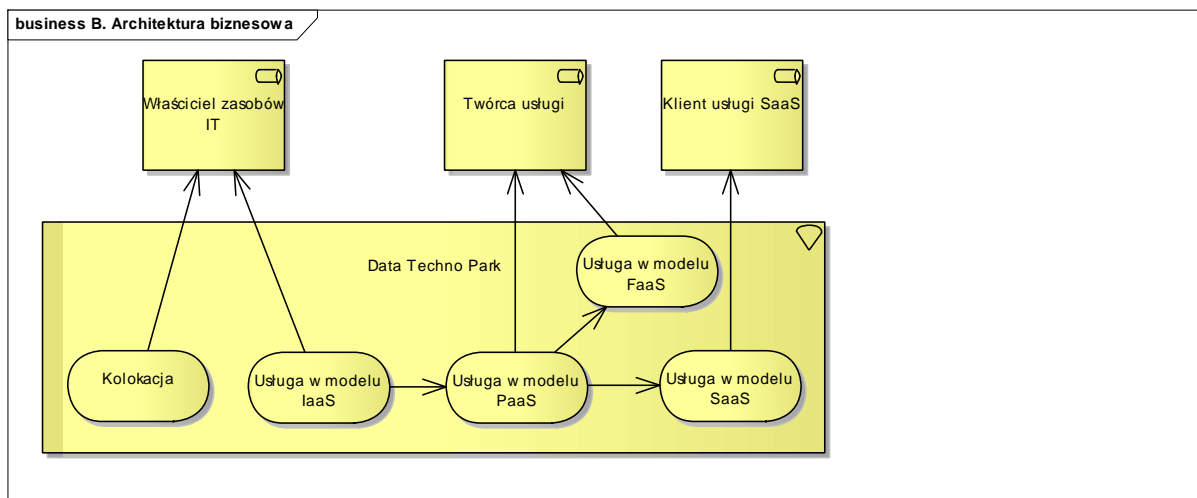 business B. Architektura biznesowa
Właściciel zasobów
IT
Twórca usługi
Klient usługi SaaS
Data Techno Park
Usługa w modelu
FaaS
Kolokacja
Usługa w modelu
IaaS
Usługa w modelu
PaaS
Usługa w modelu
SaaS